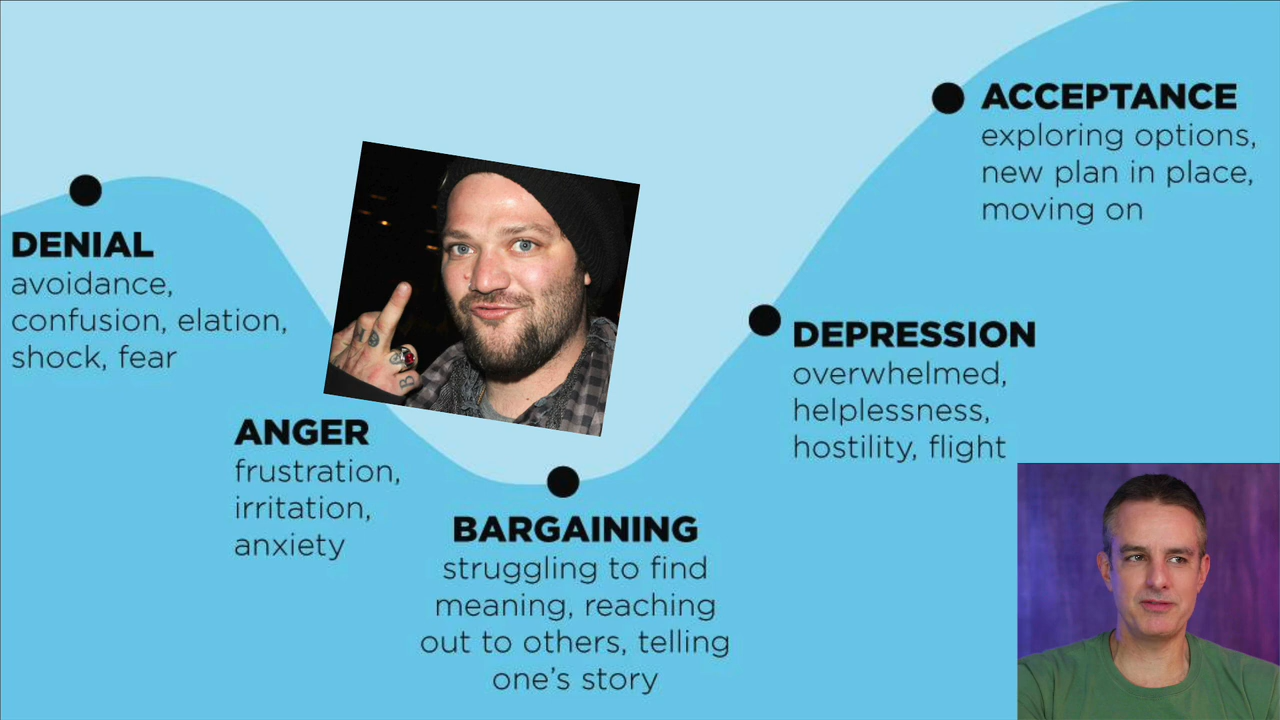 DENIAL
avoidance,
confusion, elation,
shock, fear
ANGER
frustration,
irritation,
anxiety
BARGAINING
struggling to find
meaning, reaching
out to others, telling
one's story
DEPRESSION
overwhelmed,
helplessness,
hostility, flight
ACCEPTANCE
exploring options,
new plan in place,
moving on